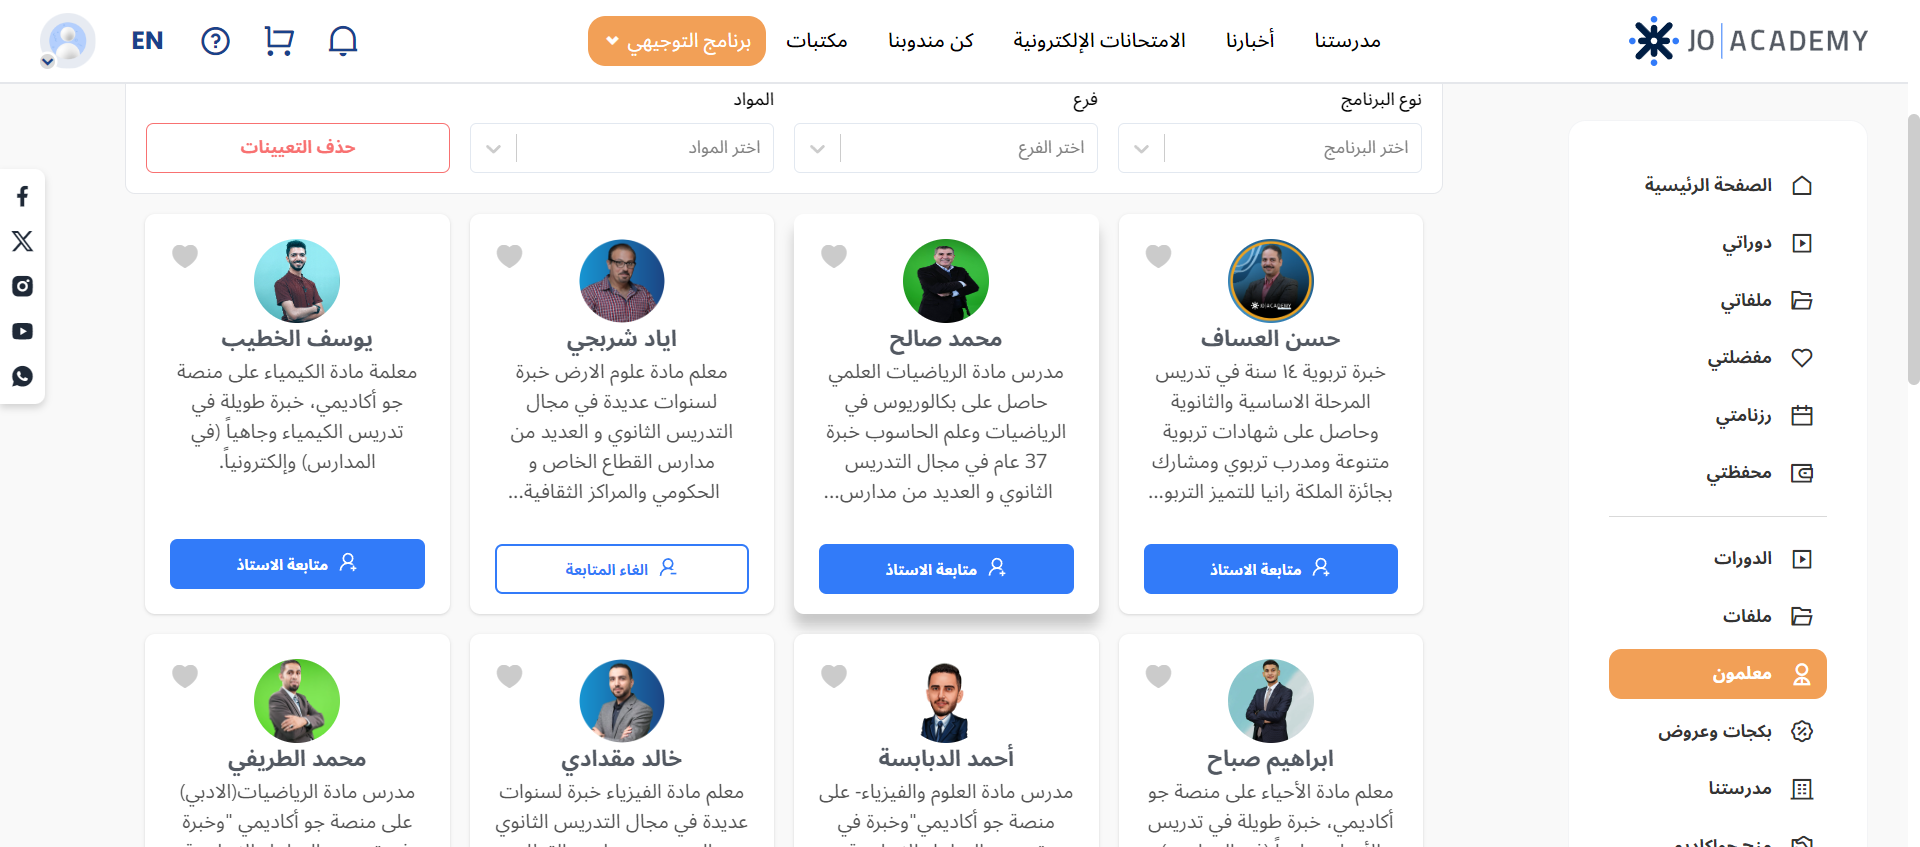 JO ACADEMY
مدرستنا
أخبارنا
الامتحانات الإلكترونية
كن مندوبنا
مكتبات
برنامج التوجيهي
EN
نوع البرنامج
فرع
المواد
اختر البرنامج
اختر الفرع
اختر المواد
حذف التعيينات
الصفحة الرئيسية
دوراتي
ملفاتي
مفضلتي
رزنامتي
محفظتي
الدورات
ملفات
معلمون
بكجات وعروض
مدرستنا
حسن العساف
خبرة تربوية ١٤ سنة في تدريس
المرحلة الاساسية والثانوية
وحاصل على شهادات تربوية
متنوعة ومدرب تربوي ومشارك
بجائزة الملكة رانيا للتميز التربو...
متابعة الاستاذ
محمد صالح
مدرس مادة الرياضيات العلمي
حاصل على بكالوريوس في
الرياضيات وعلم الحاسوب خبرة
37 عام في مجال التدريس
الثانوي و العديد من مدارس...
متابعة الاستاذ
اياد شربجي
معلم مادة علوم الارض خبرة
لسنوات عديدة في مجال
التدريس الثانوي و العديد من
مدارس القطاع الخاص و
الحكومي والمراكز الثقافية...
الغاء المتابعة
يوسف الخطيب
معلمة مادة الكيمياء على منصة
جو أكاديمي، خبرة طويلة في
تدريس الكيمياء وجاهياً (في
المدارس) وإلكترونياً.
متابعة الاستاذ
ابراهيم صباح
معلم مادة الأحياء على منصة جو
أكاديمي، خبرة طويلة في تدريس
أحمد الدبابسة
مدرس مادة العلوم والفيزياء- على
منصة جو أكاديمي"وخبرة في
خالد مقدادي
معلم مادة الفيزياء خبرة لسنوات
عديدة في مجال التدريس الثانوي
محمد الطريفي
مدرس مادة الرياضيات(الادبي)
على منصة جو أكاديمي "وخبرة